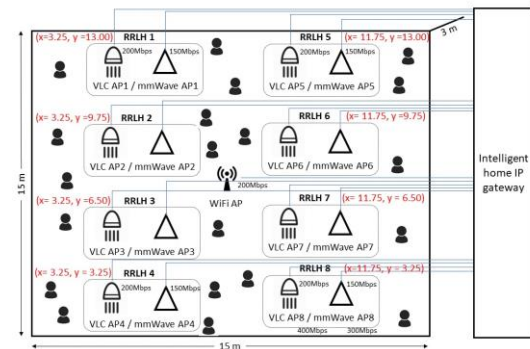 (x=3.25, y =13.00)
RRLH 1
200Mbps
150Mbps
VLC AP1 / mmWave AP1
RRLH 5
(x= 11.75, y =13.00)
200Mbps
150Mbps
VLC AP5 / mmWave AP5
3 m
(x= 3.25, y =9.75)
RRLH 2
VLC AP2 / mmWave AP2
RRLH 6
(x= 11.75, y =9.75)
VLC AP6 / mmWave AP6
15 m
200Mbps
WiFi AP
Intelligent
home IP
gateway
(x= 3.25, y =6.50)
RRLH 3
VLC AP3 / mmWave AP3
RRLH 7
(x= 11.75, y = 6.50)
VLC AP7 / mmWave AP7
(x= 3.25, y = 3.25)
RRLH 4
200Mbps
150Mbps
VLC AP4 / mmWave AP4
RRLH 8
(x=11.75, y = 3.25)
200Mbps
150Mbps
VLC AP8 / mmWave AP8
400Mbps
300Mbps
15 m